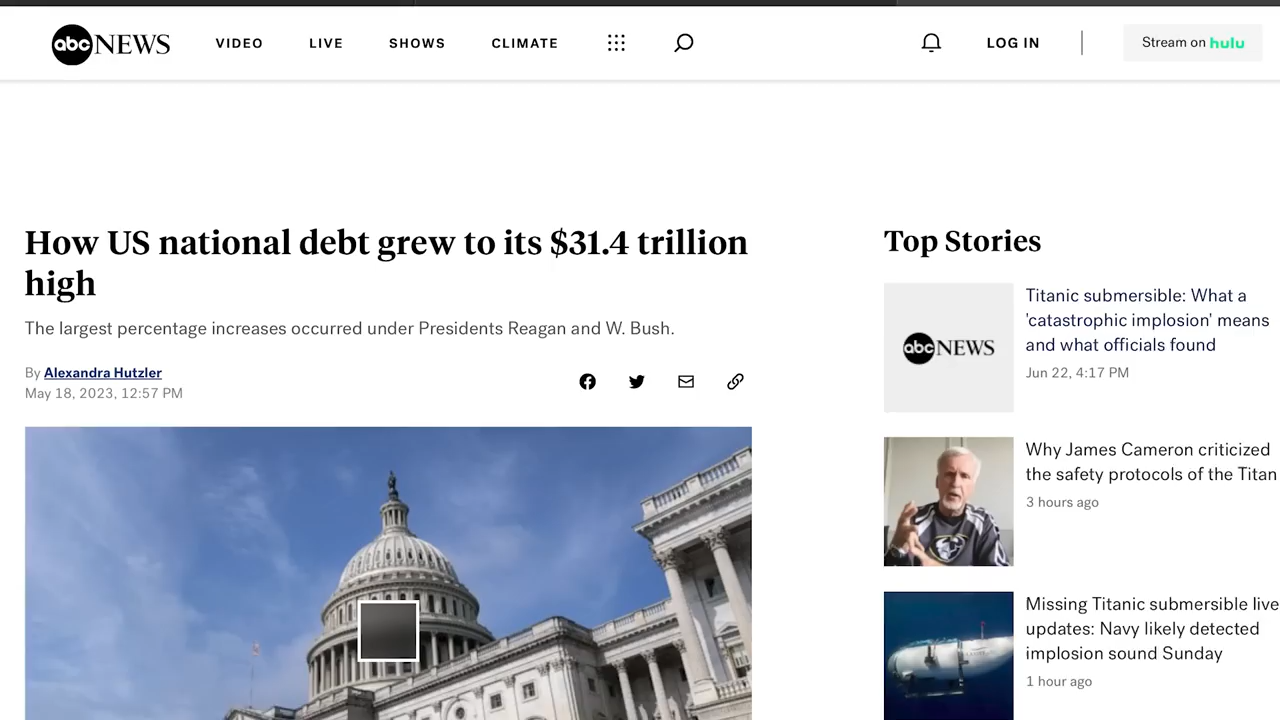 abc NEWS VIDEO LIVE SHOWS CLIMATE LOG IN Stream on hulu
How US national debt grew to its $31.4 trillion
high
The largest percentage increases occurred under Presidents Reagan and W. Bush.
By Alexandra Hutzler
May 18, 2023, 12:57 PM
Top Stories
abc NEWS
Titanic submersible: What a
'catastrophic implosion' means
and what officials found
Jun 22, 4:17 PM
Why James Cameron criticized
the safety protocols of the Titan
3 hours ago
Missing Titanic submersible live
updates: Navy likely detected
implosion sound Sunday
1 hour ago